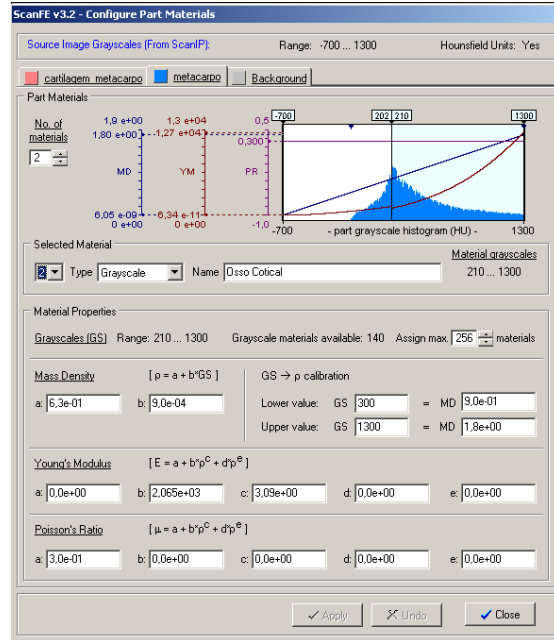 ScanFE v3.2 - Configure Part Materials
Source Image Grayscales (From ScanIP): Range: -700 ... 1300 Hounsfield Units: Yes
cartilagem_metacarpo metacarpo Background
Part Materials
No. of materials
2
1,9 e+00 1,3 e+04 0,5
1,80 e+00 1,27 e+04 0,300
MD YM PR
6,05 e-09 6,34 e-11
0 e+00 0 e+00 -1,0
-700 202 210 1300
-700 - part grayscale histogram (HU) - 1300
Selected Material
2 Type Grayscale Name Osso Cotical
Material grayscales
210 ... 1300
Material Properties
Grayscales (GS) Range: 210 ... 1300 Grayscale materials available: 140 Assign max. 256 materials
Mass Density [ ρ = a + b*GS ] GS → ρ calibration
a: 6,3e-01 b: 9,0e-04
Lower value: GS 300 = MD 9,0e-01
Upper value: GS 1300 = MD 1,8e+00
Young's Modulus [ E = a + b*ρ^c + d*ρ^e ]
a: 0,0e+00 b: 2,065e+03 c: 3,09e+00 d: 0,0e+00 e: 0,0e+00
Poisson's Ratio [ μ = a + b*ρ^c + d*ρ^e ]
a: 3,0e-01 b: 0,0e+00 c: 0,0e+00 d: 0,0e+00 e: 0,0e+00
Apply Undo Close